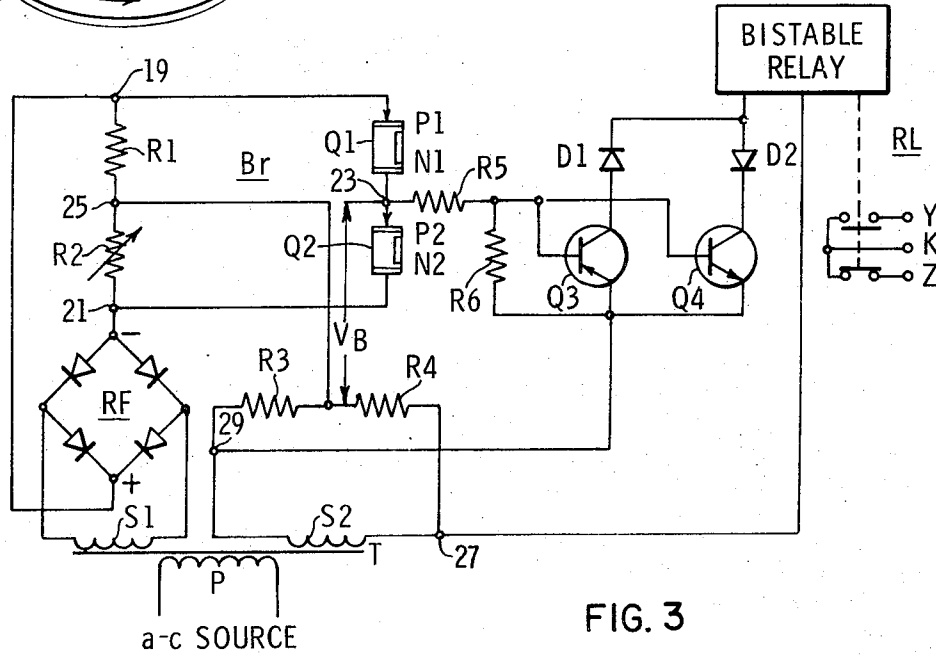 BISTABLE
RELAY
19
R1
Br
Q1
P1
N1
23
R5
D1
D2
RL
25
R2
Q2
P2
N2
R6
Q3
Q4
Y
K
Z
21
−
VB
RF
R3
R4
29
+
S1
S2
T
27
P
a-c SOURCE
FIG. 3